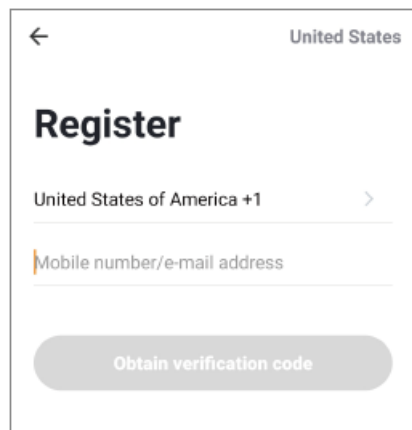 United States
Register
United States of America +1
Mobile number/e-mail address
Obtain verification code